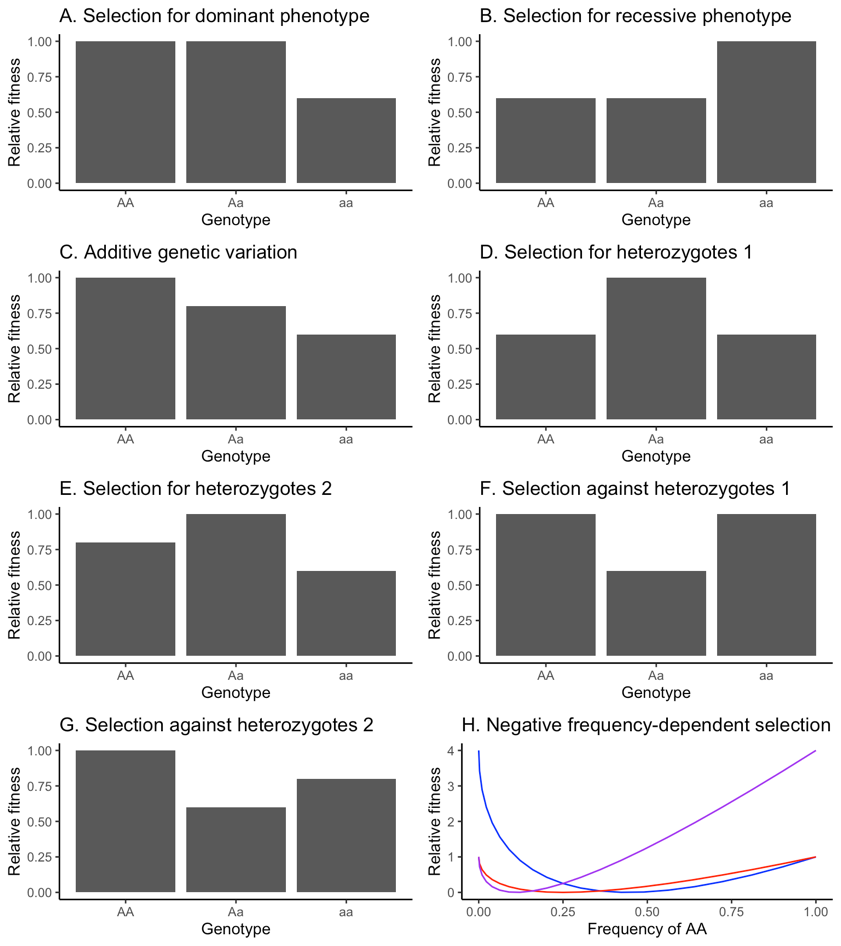 A. Selection for dominant phenotype
1.00
0.75
0.50
0.25
0.00
Relative fitness
AA Aa aa
Genotype
B. Selection for recessive phenotype
1.00
0.75
0.50
0.25
0.00
Relative fitness
AA Aa aa
Genotype
C. Additive genetic variation
1.00
0.75
0.50
0.25
0.00
Relative fitness
AA Aa aa
Genotype
D. Selection for heterozygotes 1
1.00
0.75
0.50
0.25
0.00
Relative fitness
AA Aa aa
Genotype
E. Selection for heterozygotes 2
1.00
0.75
0.50
0.25
0.00
Relative fitness
AA Aa aa
Genotype
F. Selection against heterozygotes 1
1.00
0.75
0.50
0.25
0.00
Relative fitness
AA Aa aa
Genotype
G. Selection against heterozygotes 2
1.00
0.75
0.50
0.25
0.00
Relative fitness
AA Aa aa
Genotype
H. Negative frequency-dependent selection
4
3
2
1
0
Relative fitness
0.00 0.25 0.50 0.75 1.00
Frequency of AA